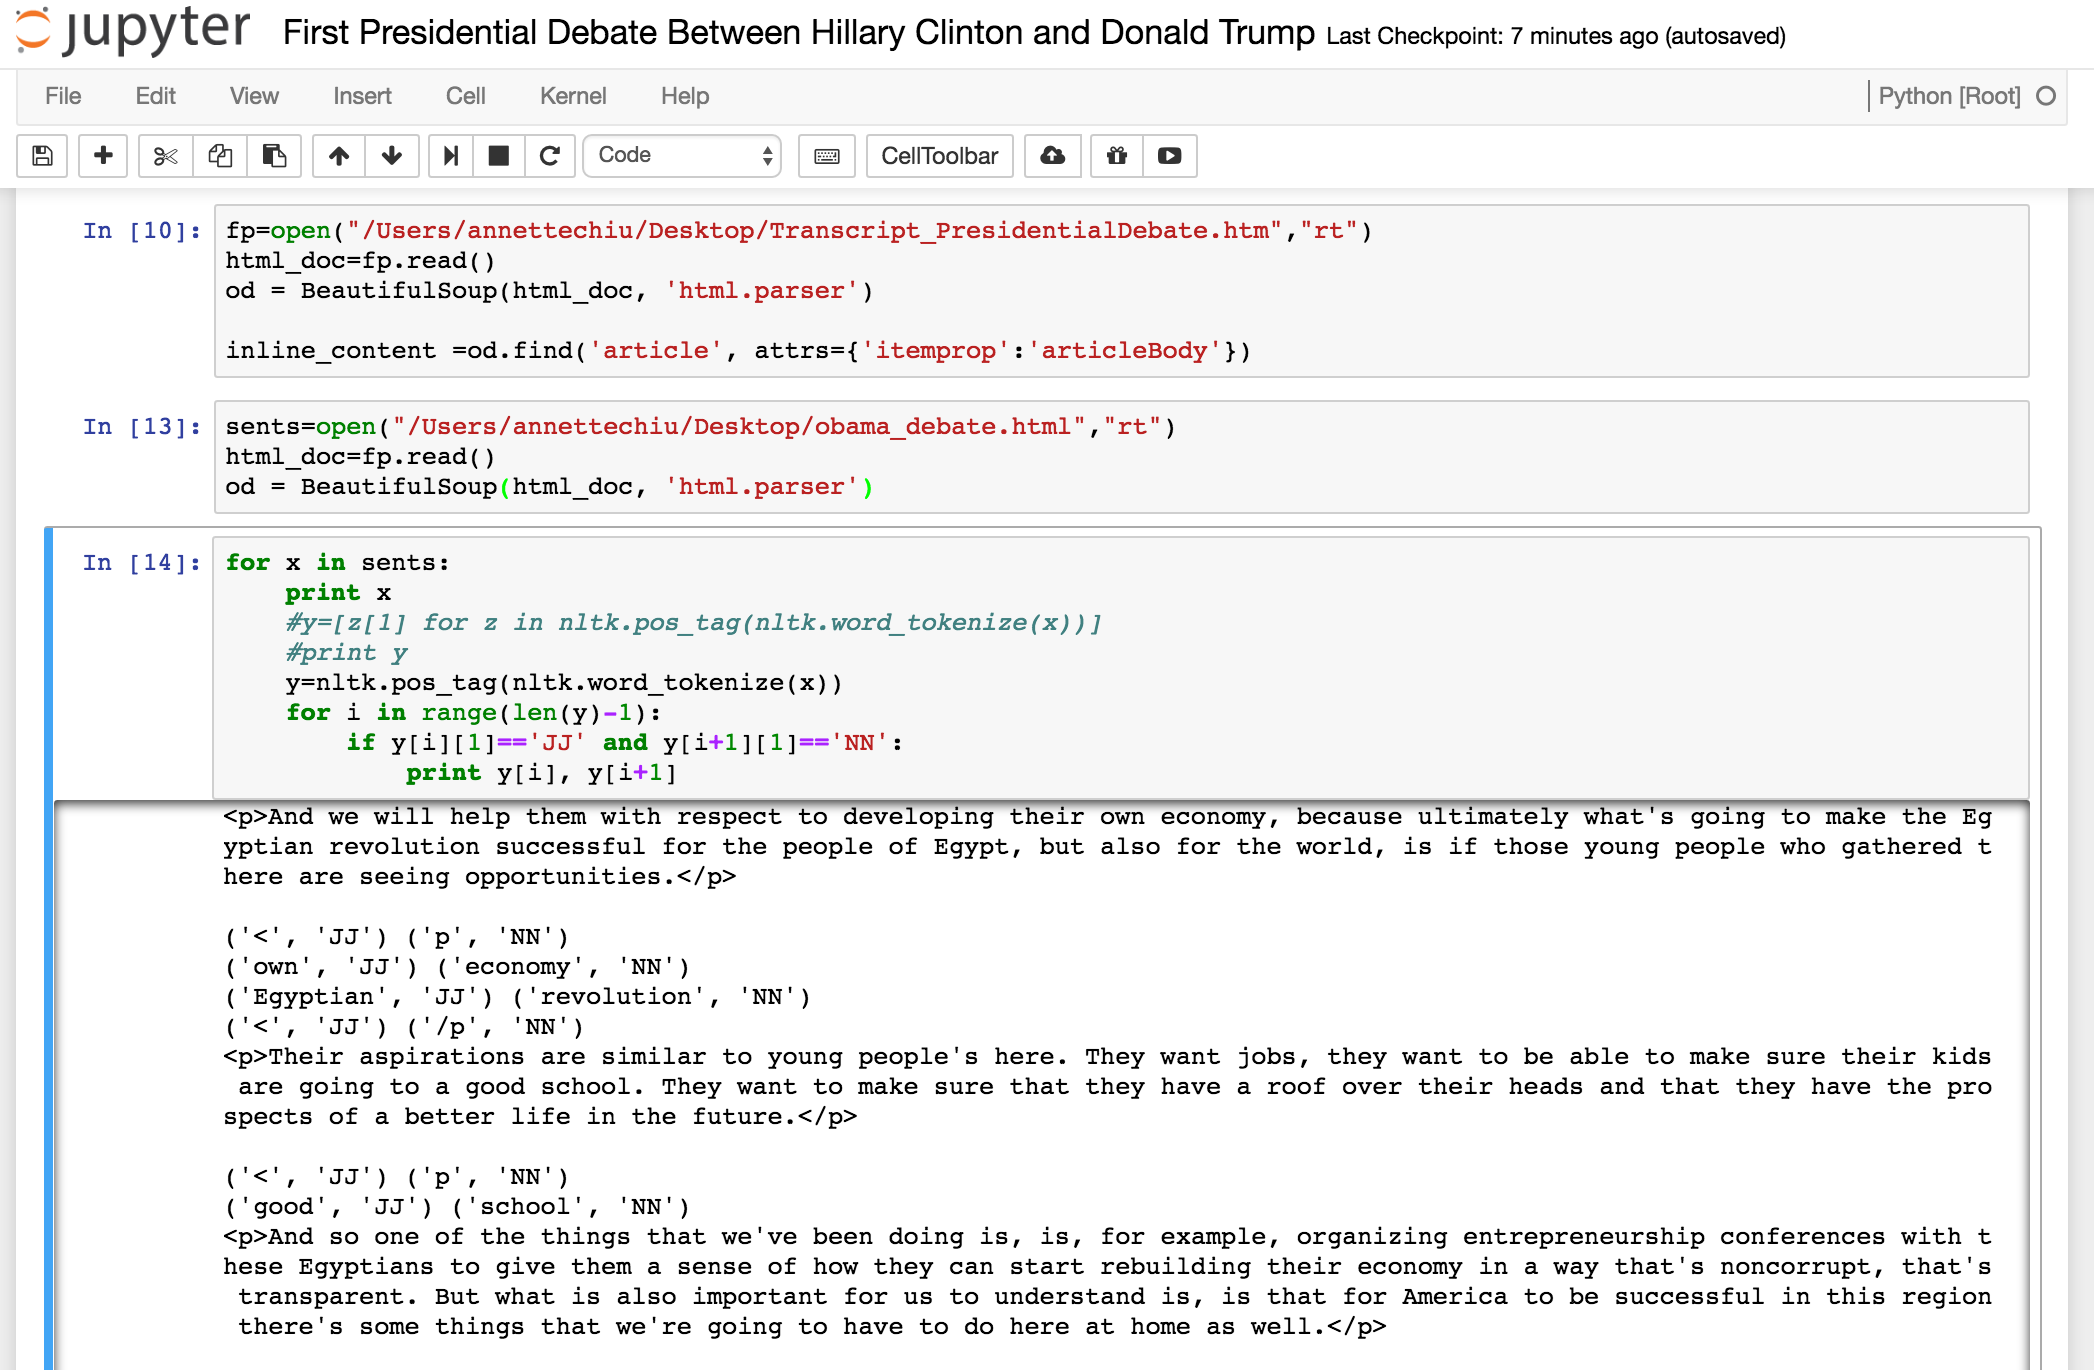 jupyter First Presidential Debate Between Hillary Clinton and Donald Trump Last Checkpoint: 7 minutes ago (autosaved)
File Edit View Insert Cell Kernel Help Python [Root]
Code CellToolbar
In [10]: fp=open("/Users/annettechiu/Desktop/Transcript_PresidentialDebate.htm","rt")
html_doc=fp.read()
od = BeautifulSoup(html_doc, 'html.parser')
inline_content =od.find('article', attrs={'itemprop':'articleBody'})
In [13]: sents=open("/Users/annettechiu/Desktop/obama_debate.html","rt")
html_doc=fp.read()
od = BeautifulSoup(html_doc, 'html.parser')
In [14]: for x in sents:
print x
#y=[z[1] for z in nltk.pos_tag(nltk.word_tokenize(x))]
#print y
y=nltk.pos_tag(nltk.word_tokenize(x))
for i in range(len(y)-1):
if y[i][1]=='JJ' and y[i+1][1]=='NN':
print y[i], y[i+1]
<p>And we will help them with respect to developing their own economy, because ultimately what's going to make the Eg
yptian revolution successful for the people of Egypt, but also for the world, is if those young people who gathered t
here are seeing opportunities.</p>
('<', 'JJ') ('p', 'NN')
('own', 'JJ') ('economy', 'NN')
('Egyptian', 'JJ') ('revolution', 'NN')
('<', 'JJ') ('/p', 'NN')
<p>Their aspirations are similar to young people's here. They want jobs, they want to be able to make sure their kids
are going to a good school. They want to make sure that they have a roof over their heads and that they have the pro
spects of a better life in the future.</p>
('<', 'JJ') ('p', 'NN')
('good', 'JJ') ('school', 'NN')
<p>And so one of the things that we've been doing is, is, for example, organizing entrepreneurship conferences with t
hese Egyptians to give them a sense of how they can start rebuilding their economy in a way that's noncorrupt, that's
transparent. But what is also important for us to understand is, is that for America to be successful in this region
there's some things that we're going to have to do here at home as well.</p>